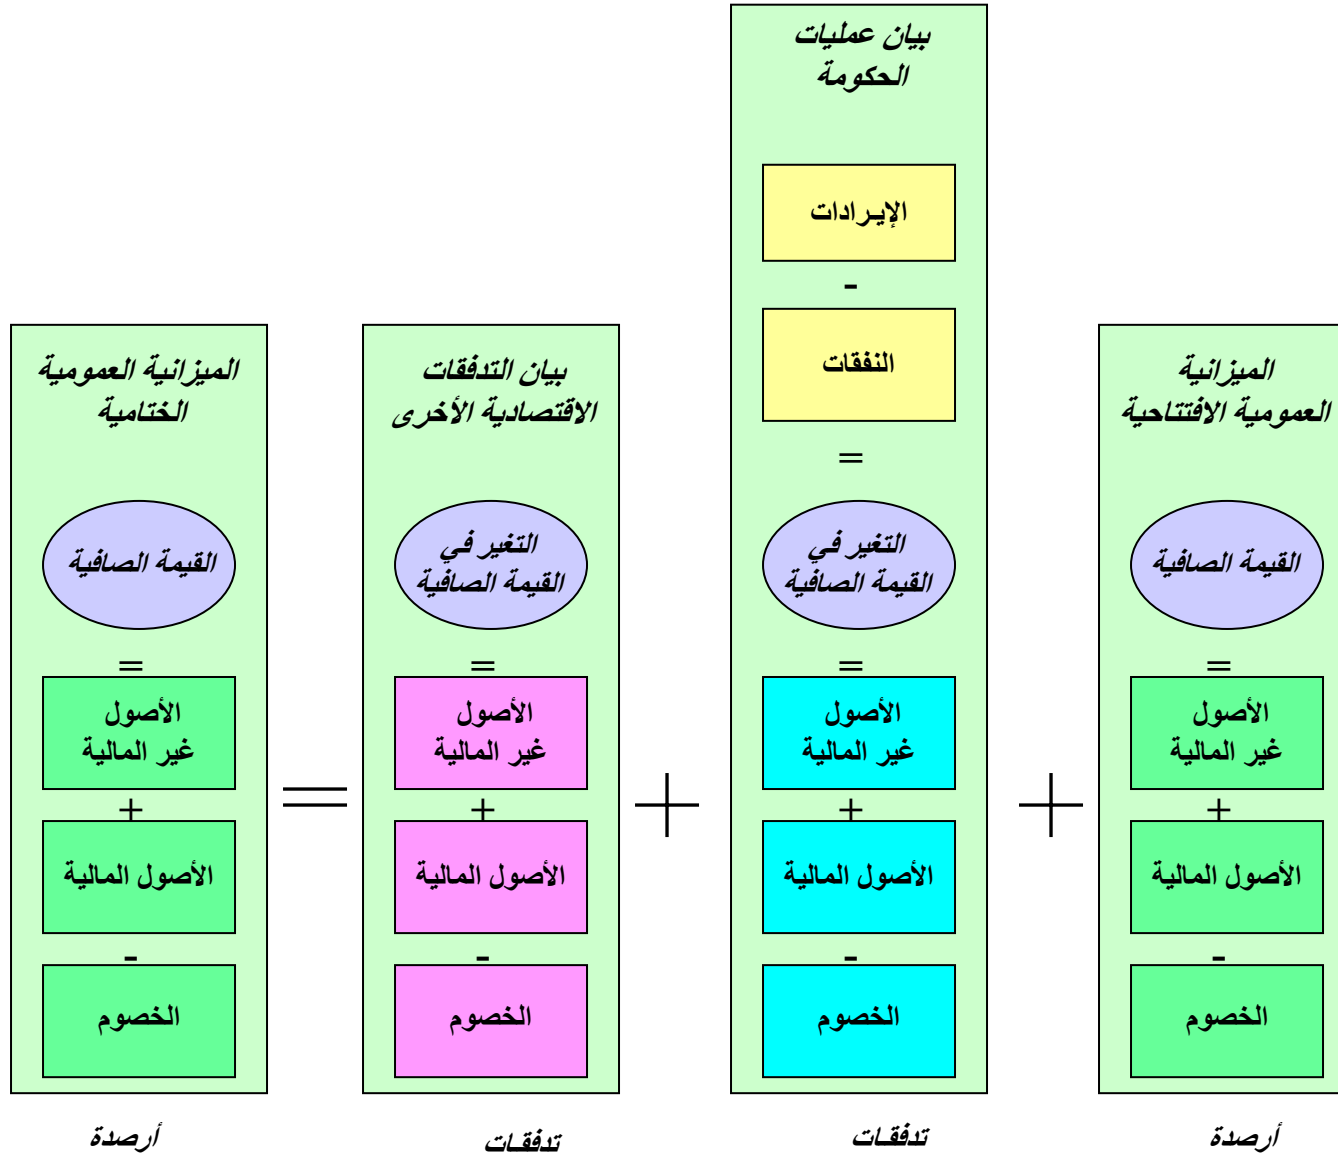 الميزانية
العمومية الافتتاحية
القيمة الصافية
=
الأصول
غير المالية
+
الأصول المالية
-
الخصوم
أرصدة
+
بيان عمليات
الحكومة
الإيرادات
-
النفقات
=
التغير في
القيمة الصافية
=
الأصول
غير المالية
+
الأصول المالية
-
الخصوم
تدفقات
+
بيان التدفقات
الاقتصادية الأخرى
التغير في
القيمة الصافية
=
الأصول
غير المالية
+
الأصول المالية
-
الخصوم
تدفقات
=
الميزانية العمومية
الختامية
القيمة الصافية
=
الأصول
غير المالية
+
الأصول المالية
-
الخصوم
أرصدة